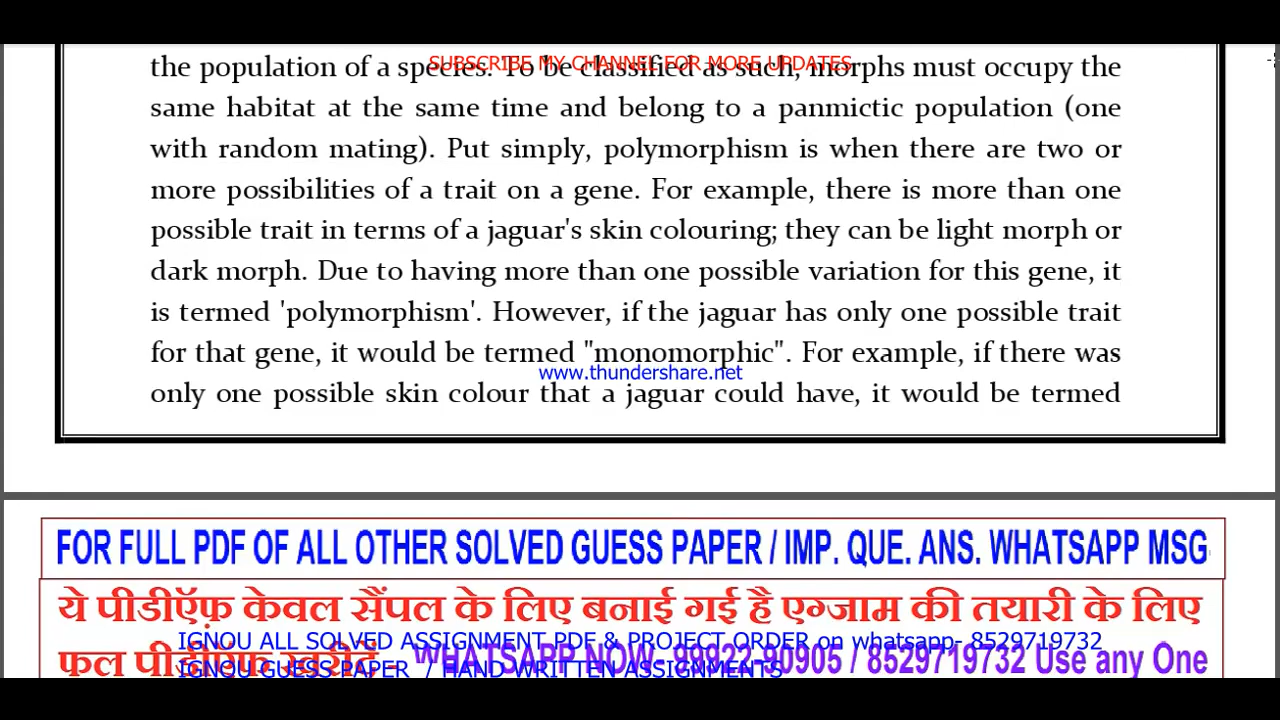 the population of a species. To be classified as such, morphs must occupy the
SUBSCRIBE MY CHANNEL FOR MORE UPDATES
same habitat at the same time and belong to a panmictic population (one
with random mating). Put simply, polymorphism is when there are two or
more possibilities of a trait on a gene. For example, there is more than one
possible trait in terms of a jaguar's skin colouring; they can be light morph or
dark morph. Due to having more than one possible variation for this gene, it
is termed 'polymorphism'. However, if the jaguar has only one possible trait
for that gene, it would be termed "monomorphic". For example, if there was
www.thundershare.net
only one possible skin colour that a jaguar could have, it would be termed
FOR FULL PDF OF ALL OTHER SOLVED GUESS PAPER / IMP. QUE. ANS. WHATSAPP MSG
ये पीडीऍफ़ केवल सैंपल के लिए बनाई गई है एग्जाम की तयारी के लिए
IGNOU ALL SOLVED ASSIGNMENT PDF & PROJECT ORDER on whatsapp- 8529719732
WHATSAPP NOW 99922-90905 / 8529719732 Use any One
IGNOU GUESS PAPER / HAND WRITTEN ASSIGNMENTS